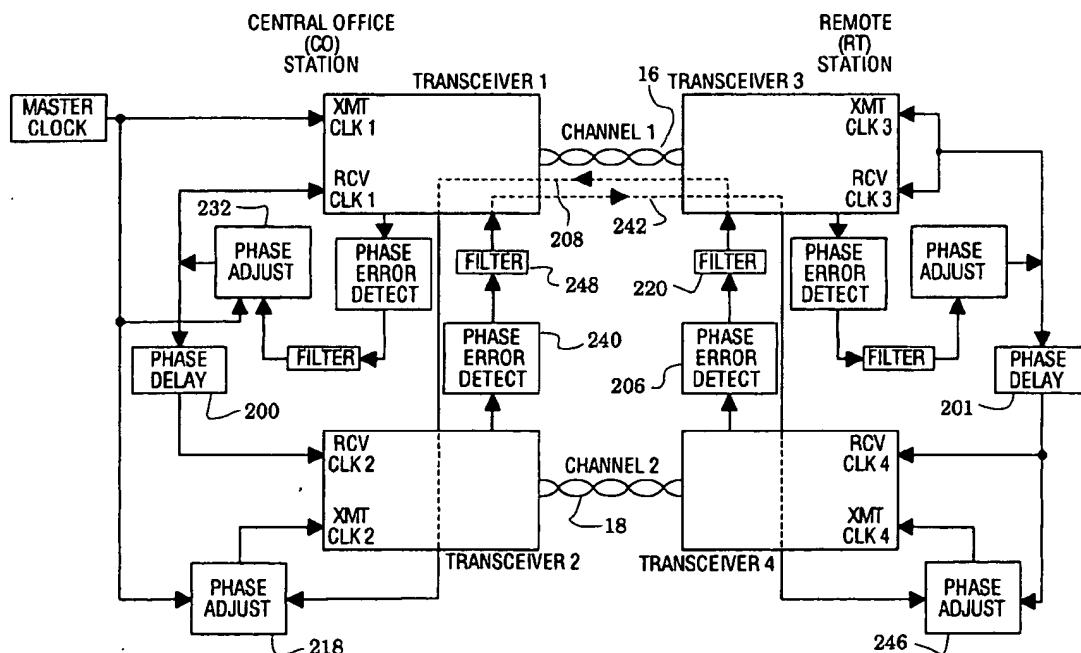 CENTRAL OFFICE
(CO)
STATION
REMOTE
(RT)
STATION
MASTER
CLOCK
TRANSCEIVER 1
XMT
CLK 1
RCV
CLK 1
CHANNEL 1
16
TRANSCEIVER 3
XMT
CLK 3
RCV
CLK 3
208
242
232
PHASE
ADJUST
PHASE
ERROR
DETECT
FILTER
248
FILTER
220
PHASE
ERROR
DETECT
PHASE
ADJUST
PHASE
DELAY
200
FILTER
PHASE
ERROR
DETECT
240
PHASE
ERROR
DETECT
206
FILTER
PHASE
DELAY
201
RCV
CLK 2
XMT
CLK 2
TRANSCEIVER 2
CHANNEL 2
18
RCV
CLK 4
XMT
CLK 4
TRANSCEIVER 4
PHASE
ADJUST
218
PHASE
ADJUST
246